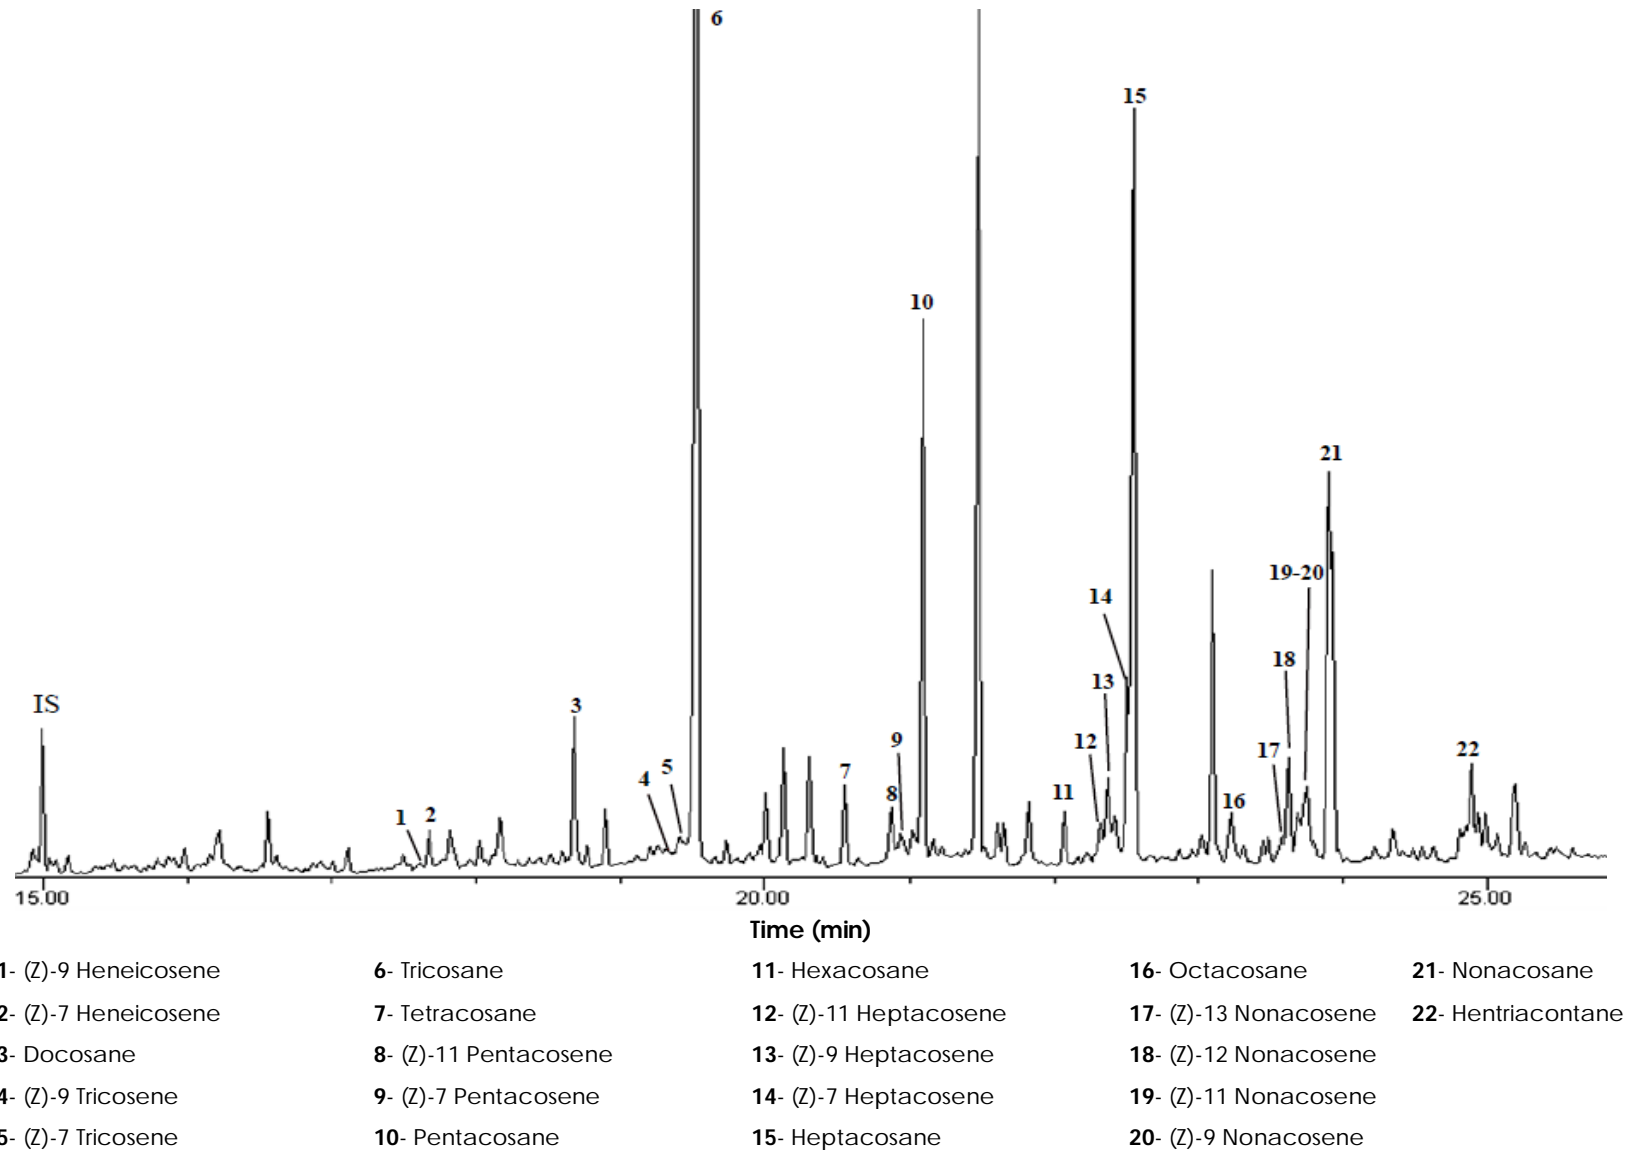 6
15
10
21
19-20
14
18
13
IS
3
12
17
22
9
5
4
7
8
11
16
1
2
15.00 20.00 25.00
Time (min)
1- (Z)-9 Heneicosene 6- Tricosane 11- Hexacosane 16- Octacosane 21- Nonacosane
2- (Z)-7 Heneicosene 7- Tetracosane 12- (Z)-11 Heptacosene 17- (Z)-13 Nonacosene 22- Hentriacontane
3- Docosane 8- (Z)-11 Pentacosene 13- (Z)-9 Heptacosene 18- (Z)-12 Nonacosene
4- (Z)-9 Tricosene 9- (Z)-7 Pentacosene 14- (Z)-7 Heptacosene 19- (Z)-11 Nonacosene
5- (Z)-7 Tricosene 10- Pentacosane 15- Heptacosane 20- (Z)-9 Nonacosene